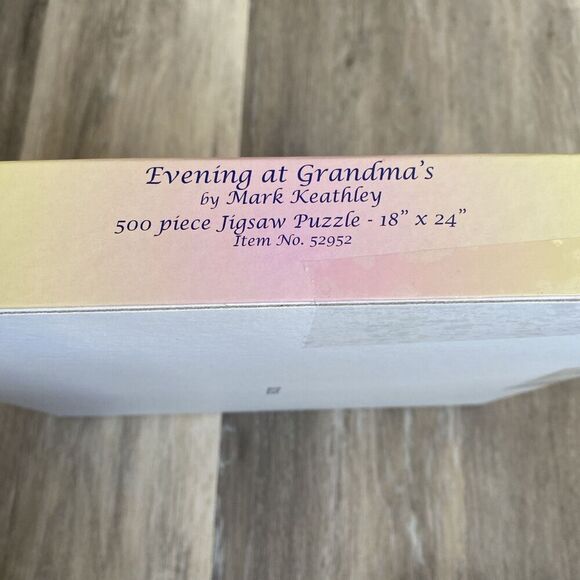 Evening at Grandma's
by Mark Keathley
500 piece Jigsaw Puzzle - 18" x 24"
Item No. 52952